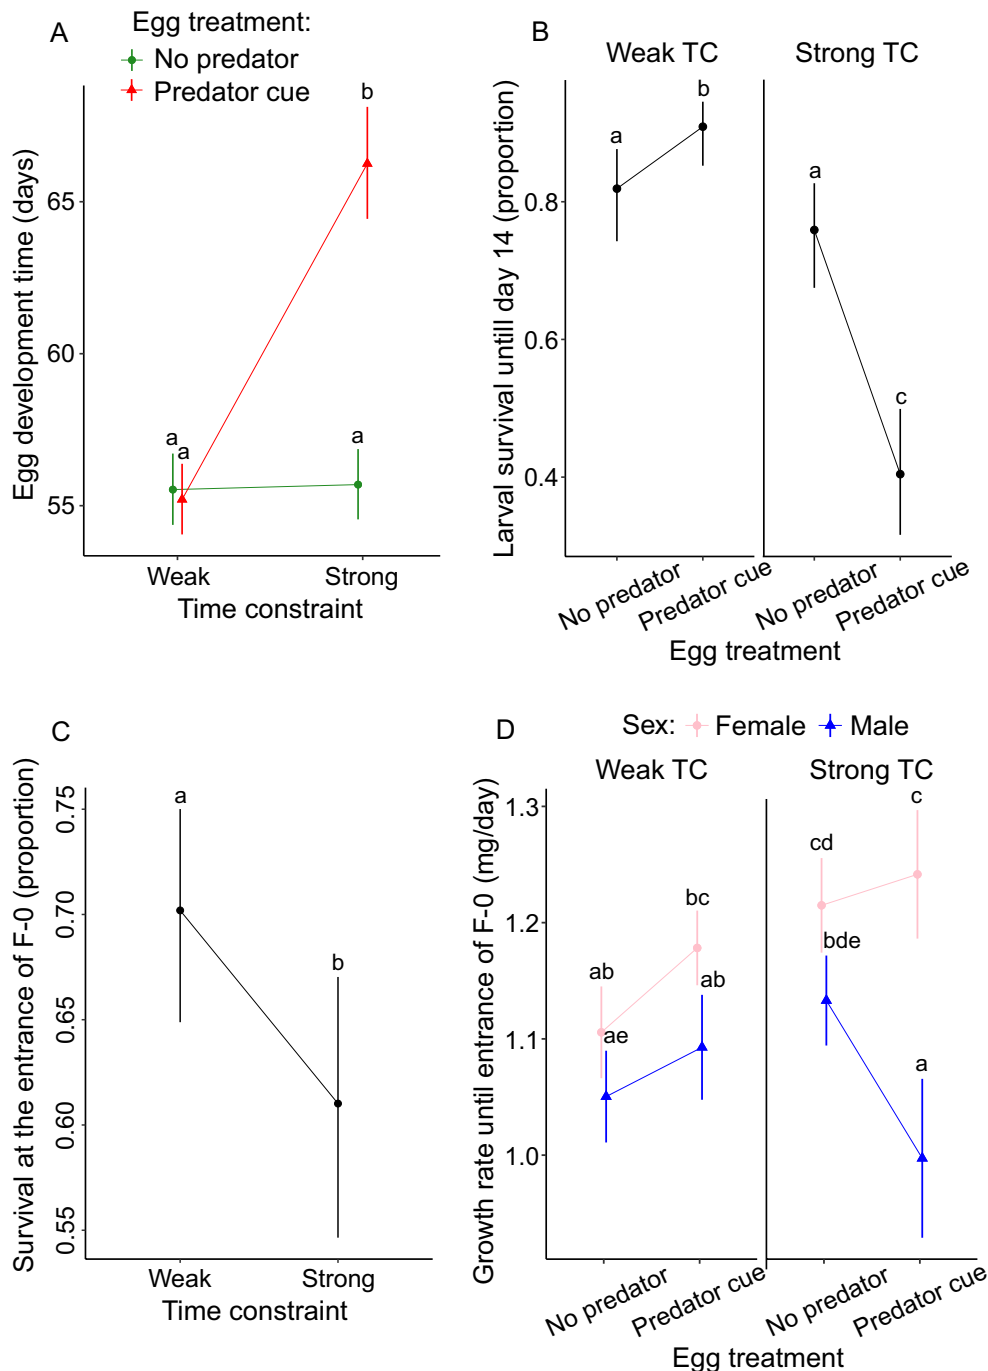 A
Egg treatment:
No predator
Predator cue
Egg development time (days)
65
60
55
b
a
a
a
Weak
Strong
Time constraint
B
Weak TC
Strong TC
Larval survival untill day 14 (proportion)
0.8
0.6
0.4
a
b
a
c
No predator
Predator cue
No predator
Predator cue
Egg treatment
C
Survival at the entrance of F-0 (proportion)
0.75
0.70
0.65
0.60
0.55
a
b
Weak
Strong
Time constraint
D
Sex:
Female
Male
Weak TC
Strong TC
Growth rate until entrance of F-0 (mg/day)
1.3
1.2
1.1
1.0
ab
ae
bc
ab
cd
bde
c
a
No predator
Predator cue
No predator
Predator cue
Egg treatment